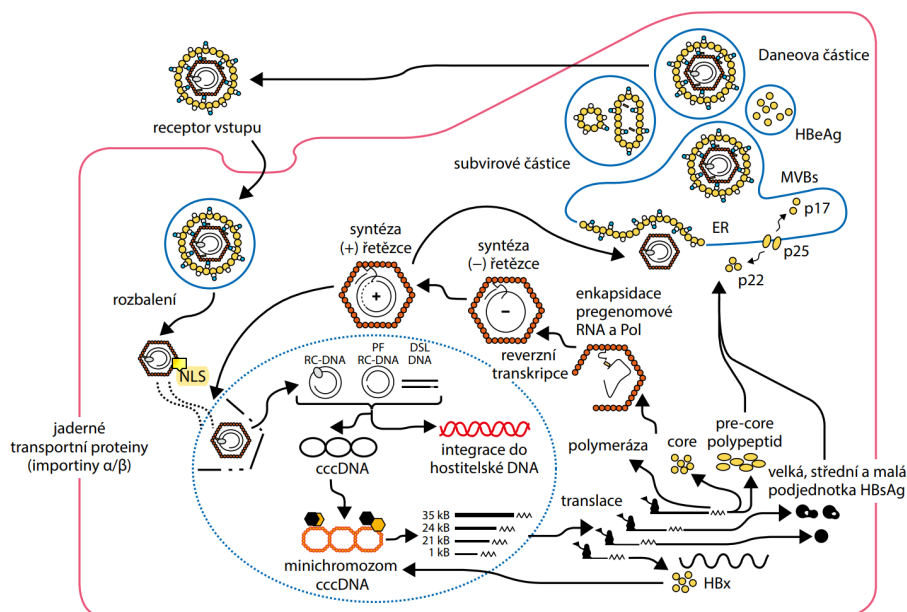 Daneova částice
receptor vstupu
HBeAg
subvirové částice
MVBs
p17
ER
p25
p22
syntéza
(+) řetězce
syntéza
(−) řetězce
rozbalení
+
−
enkapsidace
pregenomové
RNA a Pol
reverzní
transkripce
NLS
RC-DNA
PF
RC-DNA
DSL
DNA
jaderné
transportní proteiny
(importiny α/β)
cccDNA
integrace do
hostitelské DNA
polymeráza
core
pre-core
polypeptid
velká, střední a malá
podjednotka HBsAg
translace
35 kB
24 kB
21 kB
1 kB
minichromozom
cccDNA
HBx